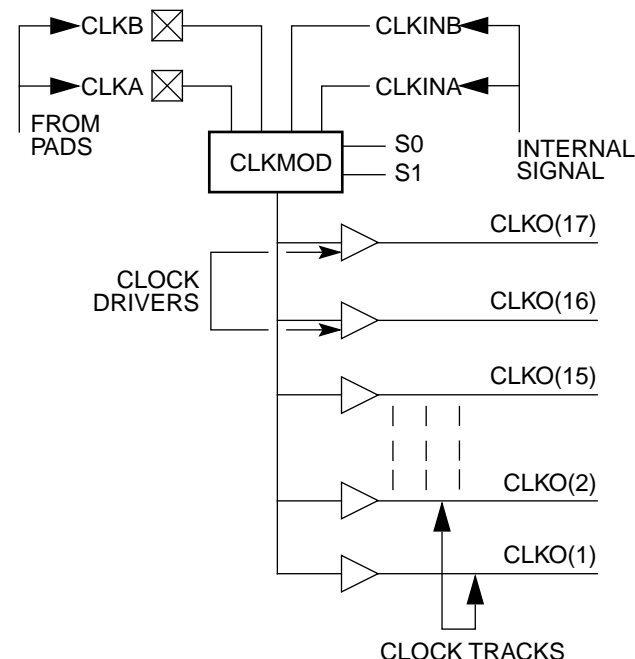 CLKB
CLKINB
CLKA
CLKINA
FROM
PADS
INTERNAL
SIGNAL
CLKMOD
S0
S1
CLKO(17)
CLOCK
DRIVERS
CLKO(16)
CLKO(15)
CLKO(2)
CLKO(1)
CLOCK TRACKS